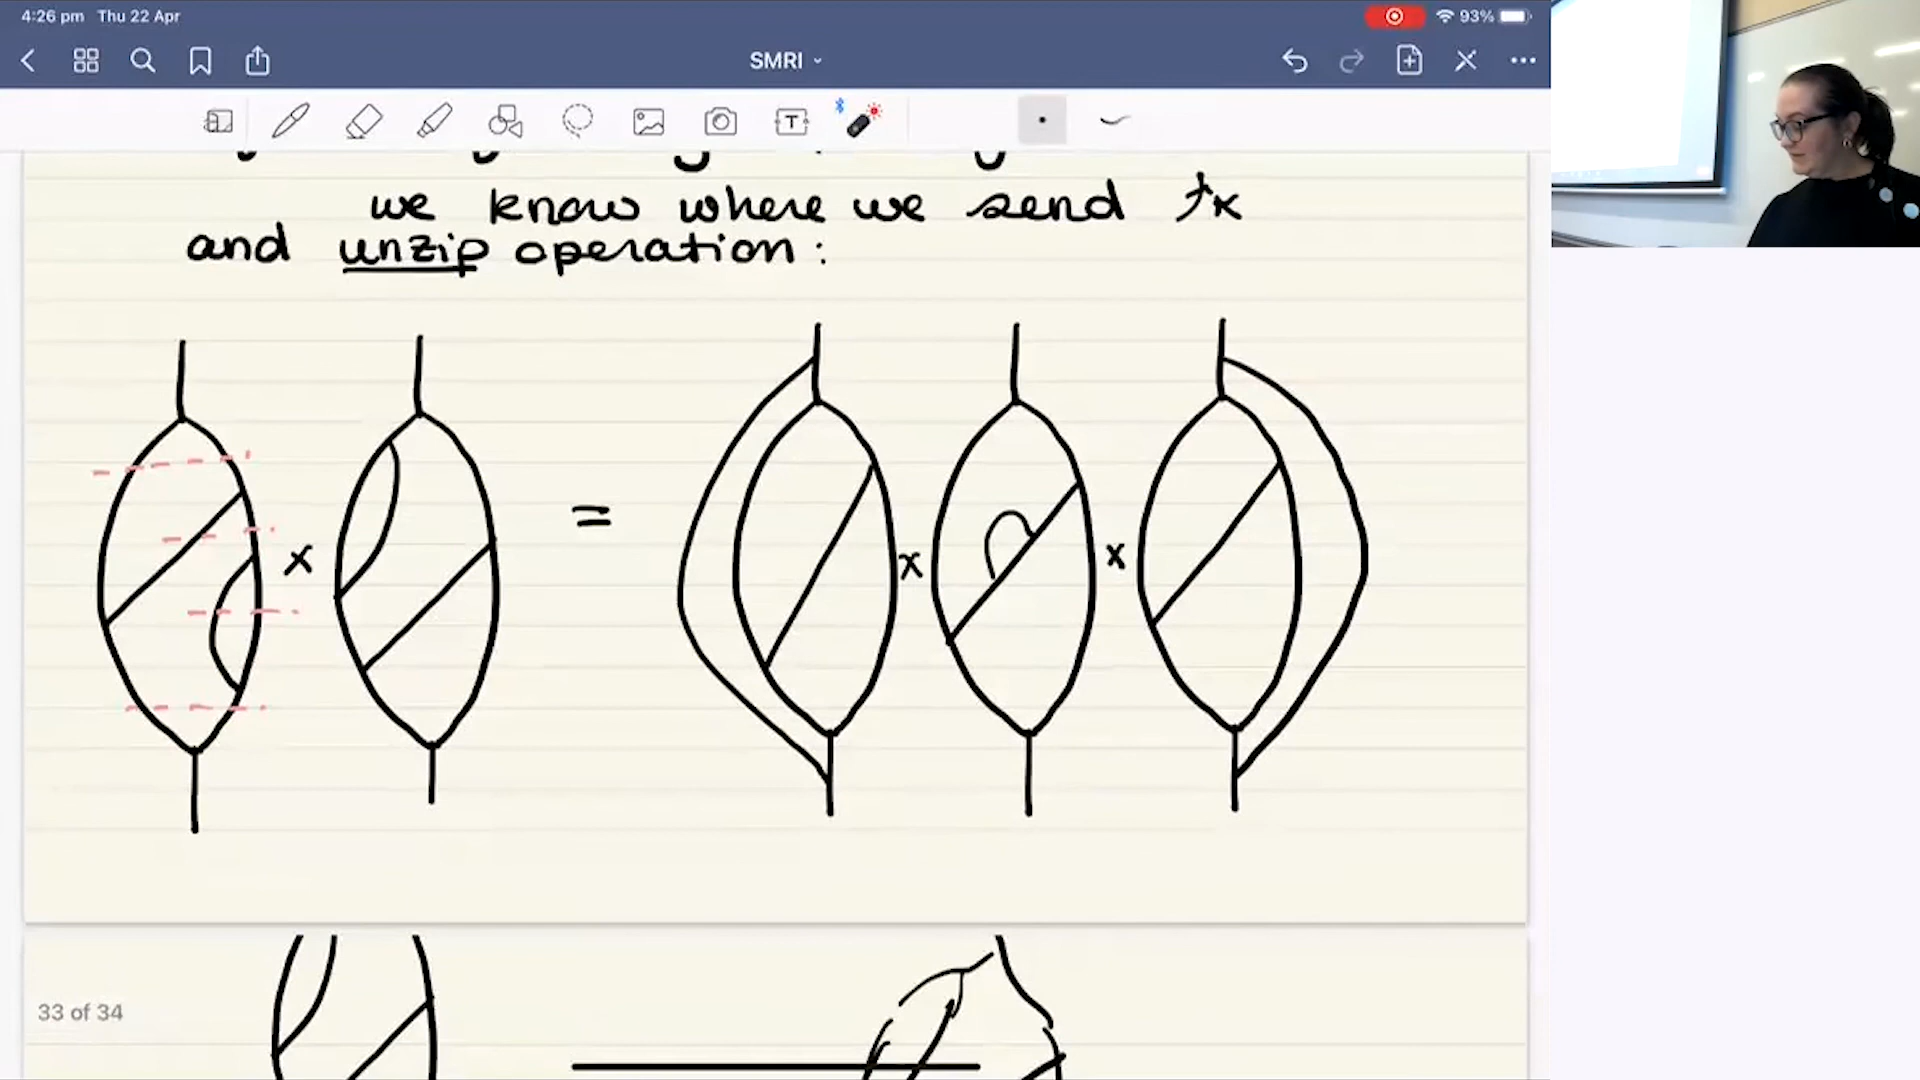 4:26 pm Thu 22 Apr
93%
SMRI
T
we know where we send
and unzip operation:
x = x x
33 of 34